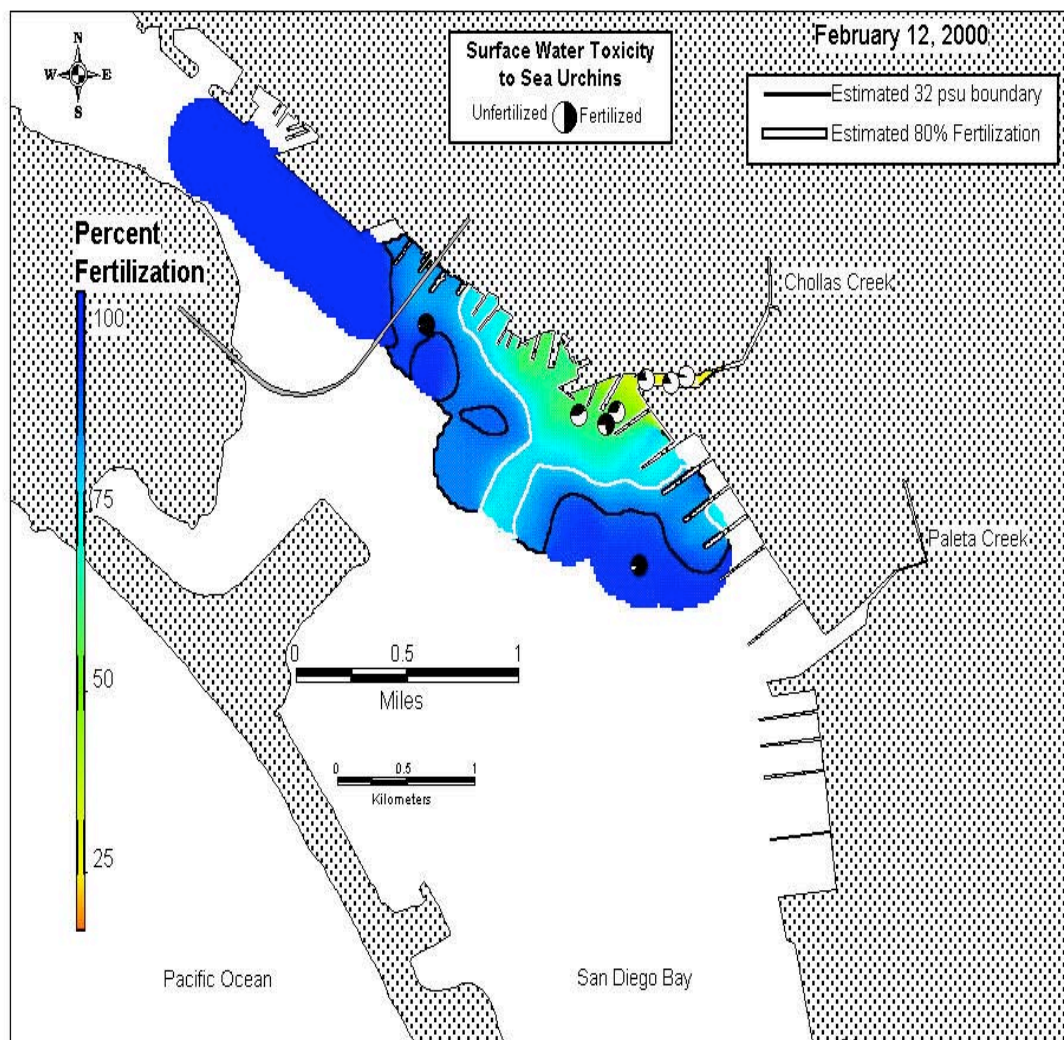 February 12, 2000
N
W E
S
Surface Water Toxicity
to Sea Urchins
Unfertilized Fertilized
Estimated 32 psu boundary
Estimated 80% Fertilization
Percent
Fertilization
100
75
50
25
Chollas Creek
Paleta Creek
0 0.5 1
Miles
0 0.5 1
Kilometers
Pacific Ocean
San Diego Bay